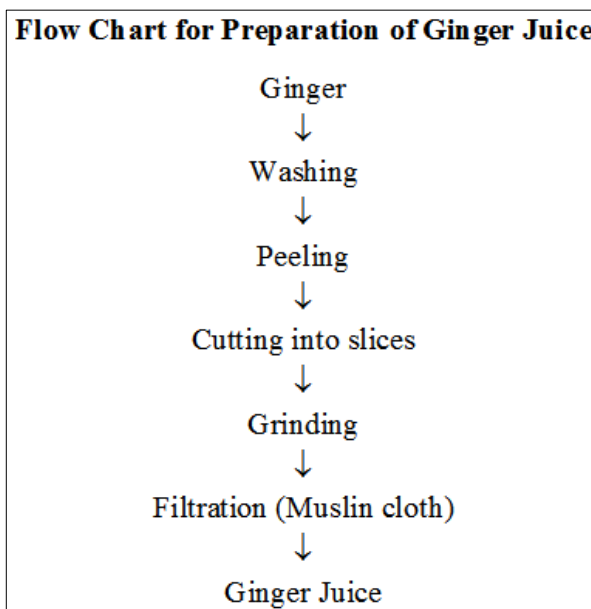 Flow Chart for Preparation of Ginger Juice
Ginger
↓
Washing
↓
Peeling
↓
Cutting into slices
↓
Grinding
↓
Filtration (Muslin cloth)
↓
Ginger Juice